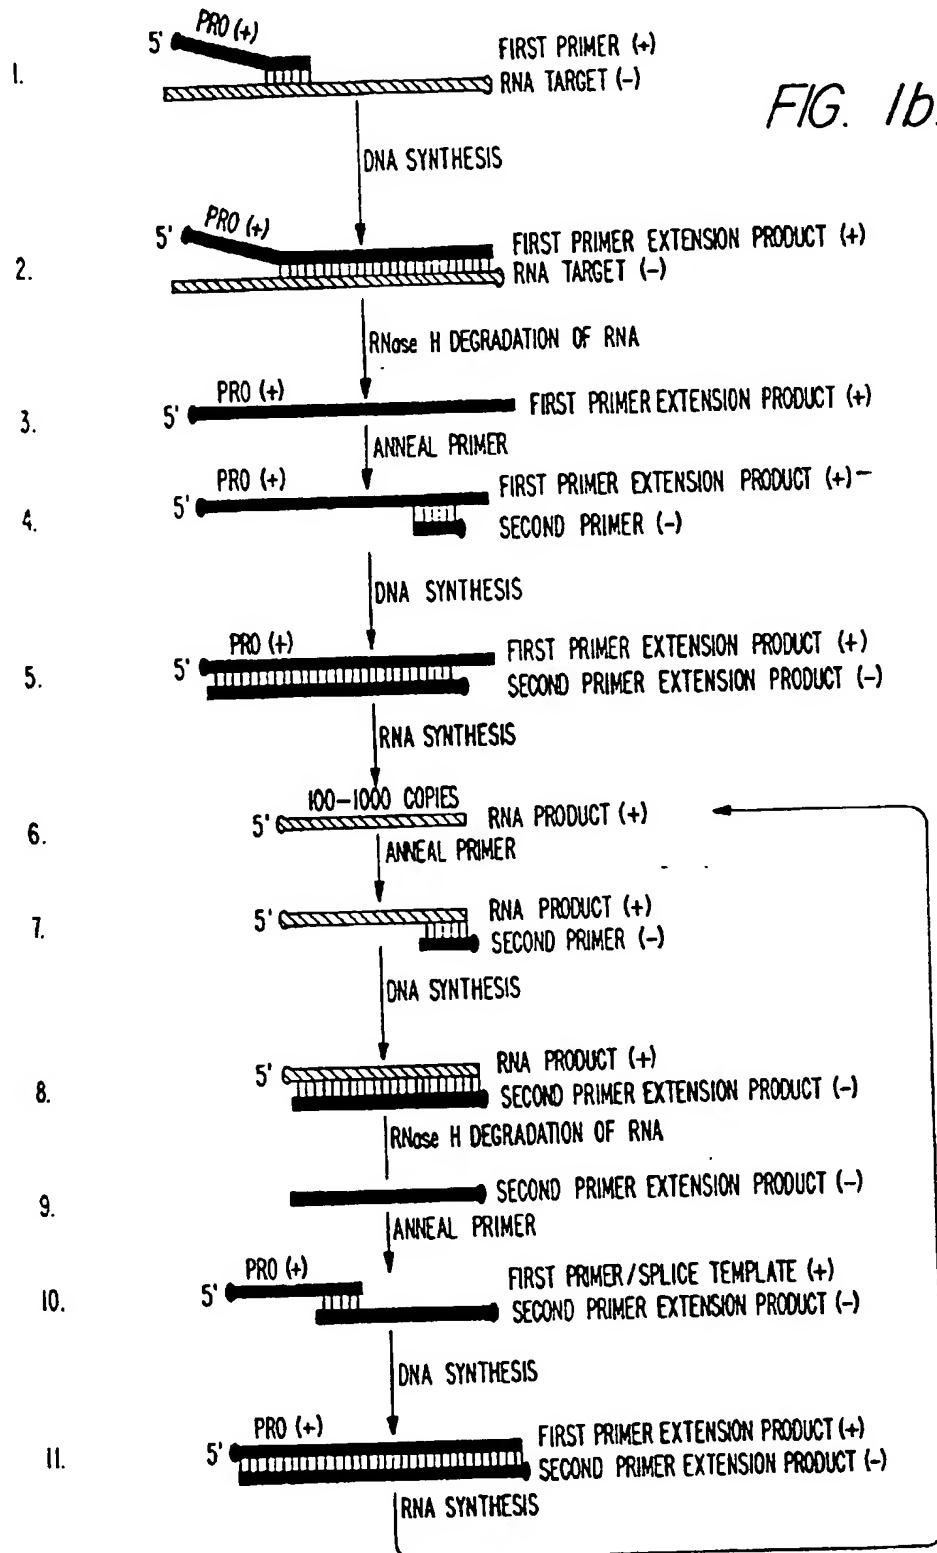 FIG. 1b.
1.
5' PRO (+)
FIRST PRIMER (+)
RNA TARGET (-)
DNA SYNTHESIS
2.
5' PRO (+)
FIRST PRIMER EXTENSION PRODUCT (+)
RNA TARGET (-)
RNase H DEGRADATION OF RNA
3.
5' PRO (+)
FIRST PRIMER EXTENSION PRODUCT (+)
ANNEAL PRIMER
4.
5' PRO (+)
FIRST PRIMER EXTENSION PRODUCT (+)-
SECOND PRIMER (-)
DNA SYNTHESIS
5.
5' PRO (+)
FIRST PRIMER EXTENSION PRODUCT (+)
SECOND PRIMER EXTENSION PRODUCT (-)
RNA SYNTHESIS
100-1000 COPIES
6.
5'
RNA PRODUCT (+)
ANNEAL PRIMER
7.
5'
RNA PRODUCT (+)
SECOND PRIMER (-)
DNA SYNTHESIS
8.
5'
RNA PRODUCT (+)
SECOND PRIMER EXTENSION PRODUCT (-)
RNase H DEGRADATION OF RNA
9.
SECOND PRIMER EXTENSION PRODUCT (-)
ANNEAL PRIMER
10.
5' PRO (+)
FIRST PRIMER/SPLICE TEMPLATE (+)
SECOND PRIMER EXTENSION PRODUCT (-)
DNA SYNTHESIS
11.
5' PRO (+)
FIRST PRIMER EXTENSION PRODUCT (+)
SECOND PRIMER EXTENSION PRODUCT (-)
RNA SYNTHESIS